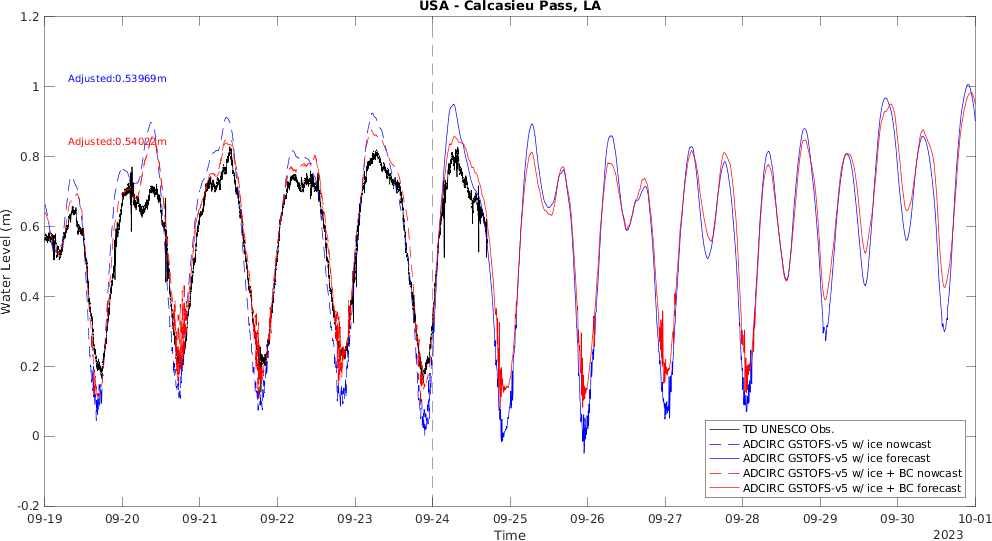 USA - Calcasieu Pass, LA
Water Level (m)
1.2
1
0.8
0.6
0.4
0.2
0
-0.2
Adjusted:0.53969m
Adjusted:0.54022m
TD UNESCO Obs.
ADCIRC GSTOFS-v5 w/ ice nowcast
ADCIRC GSTOFS-v5 w/ ice forecast
ADCIRC GSTOFS-v5 w/ ice + BC nowcast
ADCIRC GSTOFS-v5 w/ ice + BC forecast
09-19 09-20 09-21 09-22 09-23 09-24 09-25 09-26 09-27 09-28 09-29 09-30 10-01
Time
2023